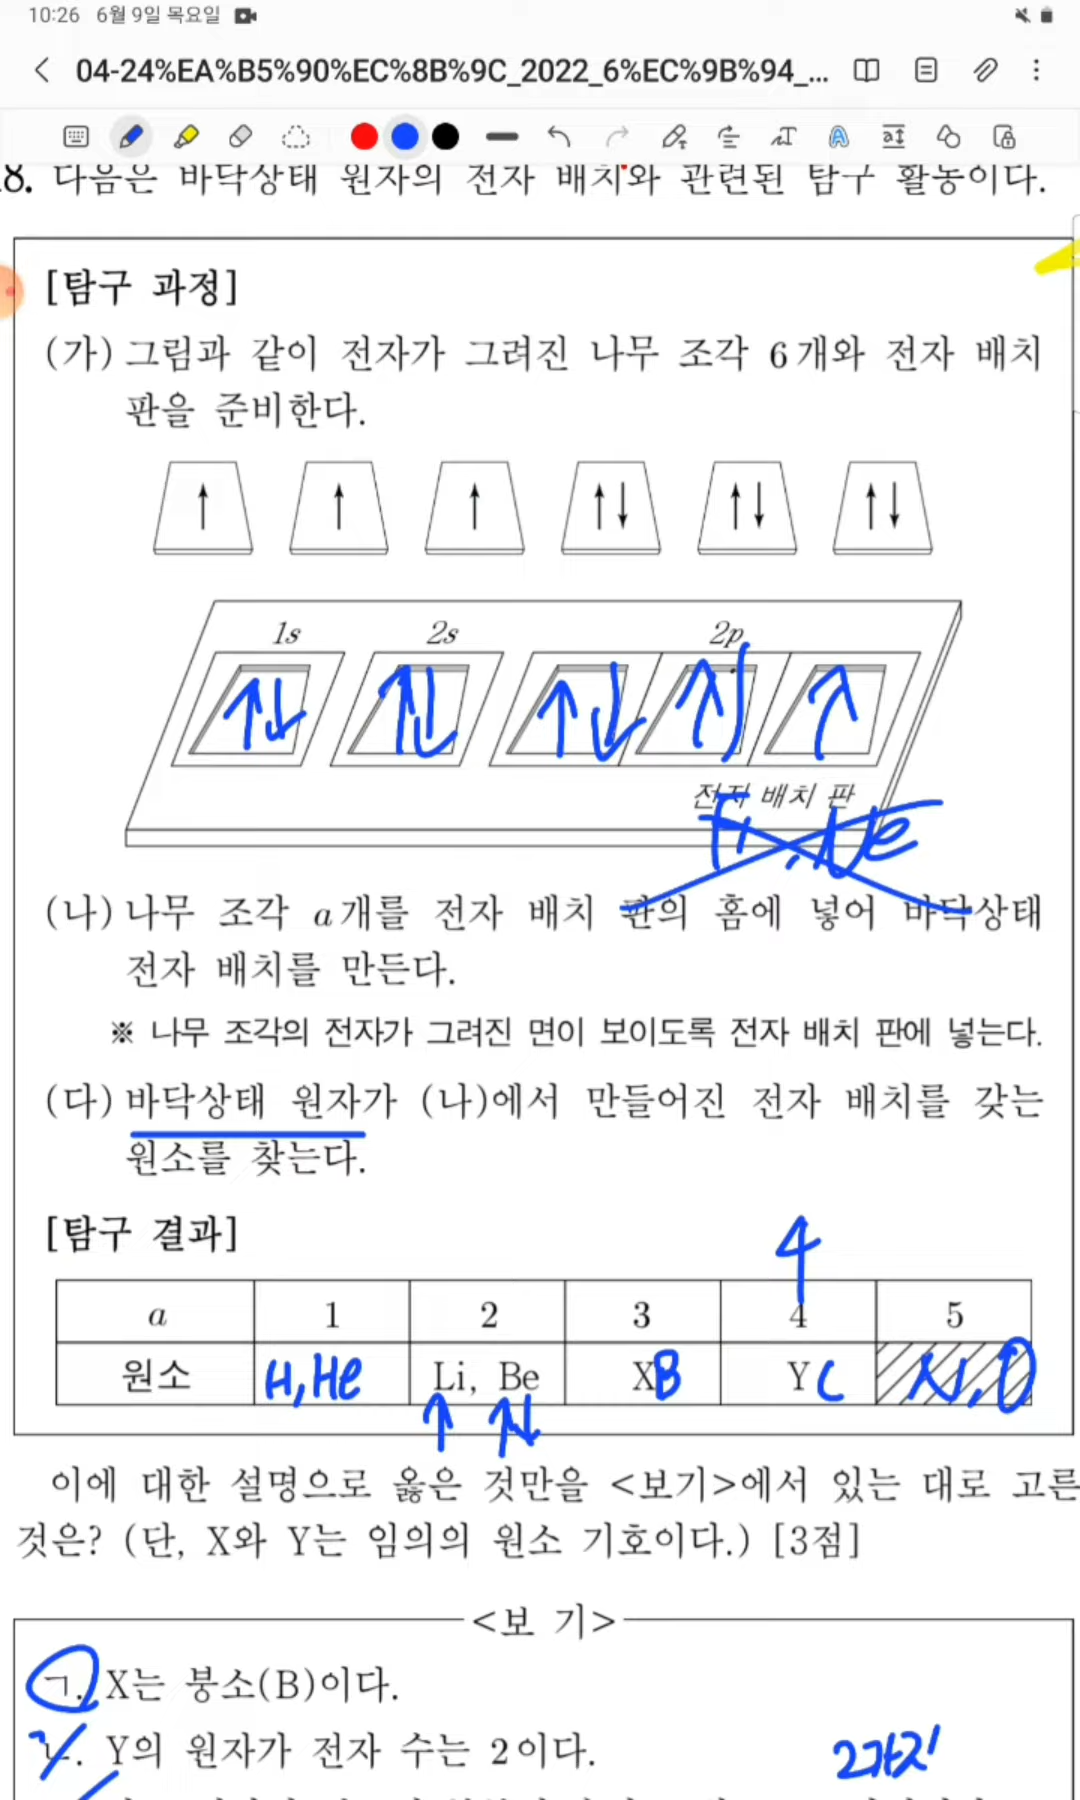 10:26 6월 9일 목요일
04-24%EA%B5%90%EC%8B%9C_2022_6%EC%9B%94_...
8. 다음은 바닥상태 원자의 전자 배치와 관련된 탐구 활동이다.
[탐구 과정]
(가) 그림과 같이 전자가 그려진 나무 조각 6개와 전자 배치
판을 준비한다.
↑ ↑ ↑ ↑↓ ↑↓ ↑↓
1s 2s 2p
↑↓ ↑↓ ↑↓ ↑↓ ↑
전자 배치 판
F, Ne
(나) 나무 조각 a개를 전자 배치 판의 홈에 넣어 바닥상태
전자 배치를 만든다.
※ 나무 조각의 전자가 그려진 면이 보이도록 전자 배치 판에 넣는다.
(다) 바닥상태 원자가 (나)에서 만들어진 전자 배치를 갖는
원소를 찾는다.
[탐구 결과]
4
a 1 2 3 4 5
원소 H, He Li, Be X B Y C N, O
↑ ↑↓
이에 대한 설명으로 옳은 것만을 <보기>에서 있는 대로 고른
것은? (단, X와 Y는 임의의 원소 기호이다.) [3점]
<보 기>
ㄱ. X는 붕소(B)이다.
ㄴ. Y의 원자가 전자 수는 2이다. 2가지